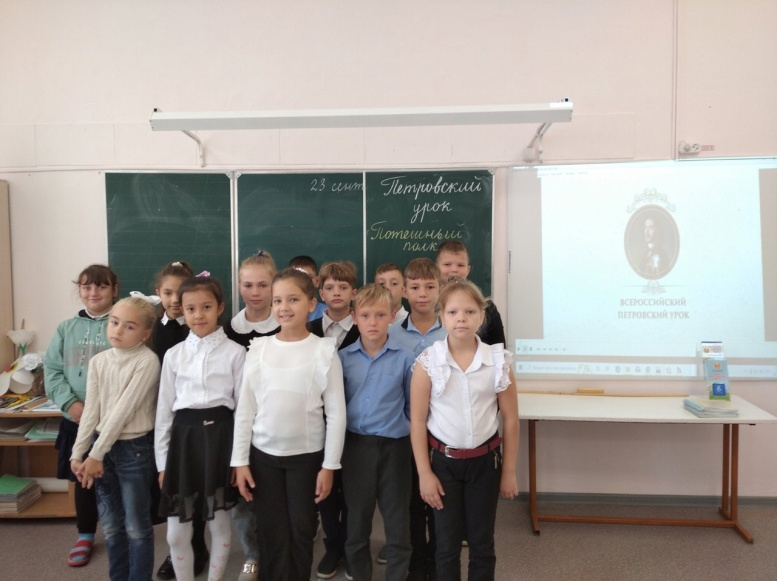 23 сент
Петровский
урок
Потешный
полк
ВСЕРОССИЙСКИЙ
ПЕТРОВСКИЙ УРОК